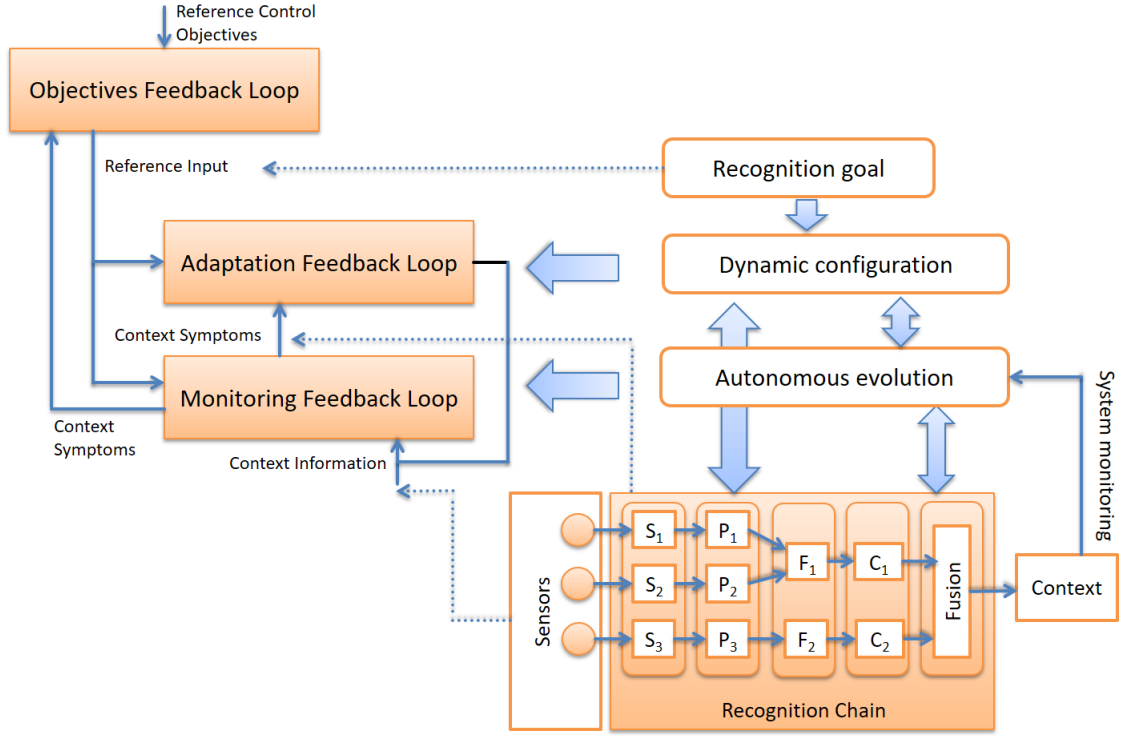 Reference Control
Objectives
Objectives Feedback Loop
Reference Input
Recognition goal
Adaptation Feedback Loop
Dynamic configuration
Context Symptoms
Monitoring Feedback Loop
Autonomous evolution
System monitoring
Context
Symptoms
Context Information
Sensors
S1
P1
F1
C1
S2
P2
Fusion
Context
S3
P3
F2
C2
Recognition Chain